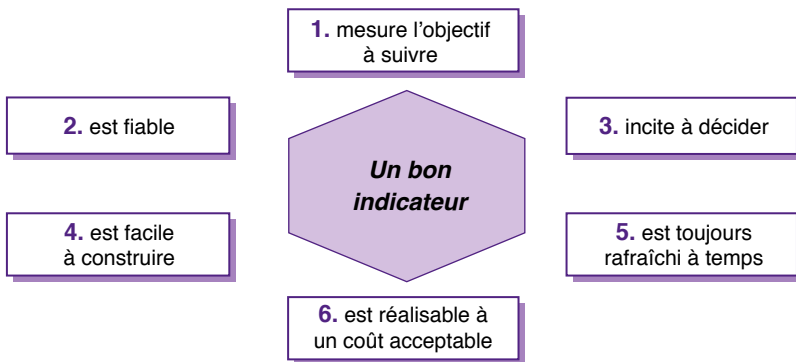 1. mesure l'objectif
à suivre
2. est fiable
3. incite à décider
Un bon
indicateur
4. est facile
à construire
5. est toujours
rafraîchi à temps
6. est réalisable à
un coût acceptable